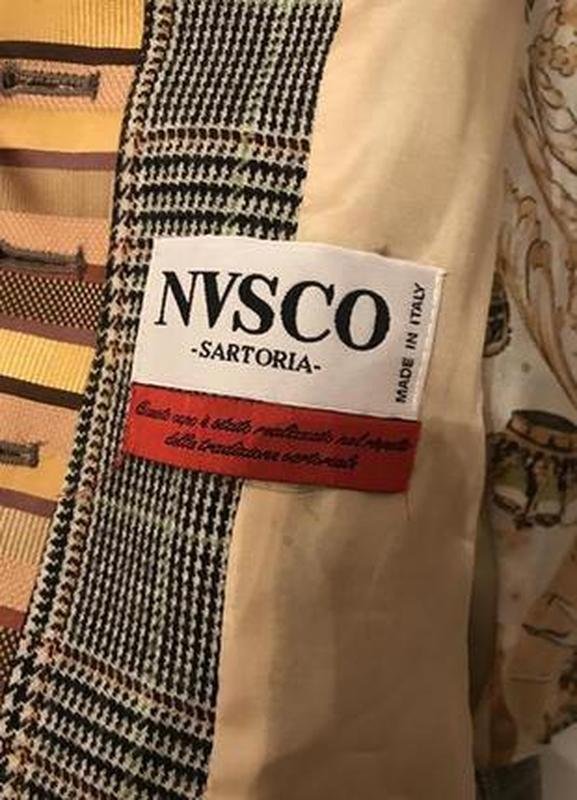 NVSCO
-SARTORIA-
MADE IN ITALY
Questo capo è stato realizzato nel rispetto
della tradizione sartoriale